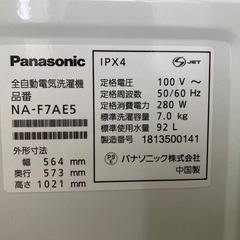 Panasonic
全自動電気洗濯機
品番
NA-F7AE5
外形寸法
幅 564 mm
奥行 573 mm
高さ 1021 mm
IPX4
S JET
定格電圧 100 V～
定格周波数 50/60 Hz
定格消費電力 280 W
標準洗濯容量 7.0 kg
標準使用水量 92 L
製造番号 1813500141
パナソニック株式会社
中国製